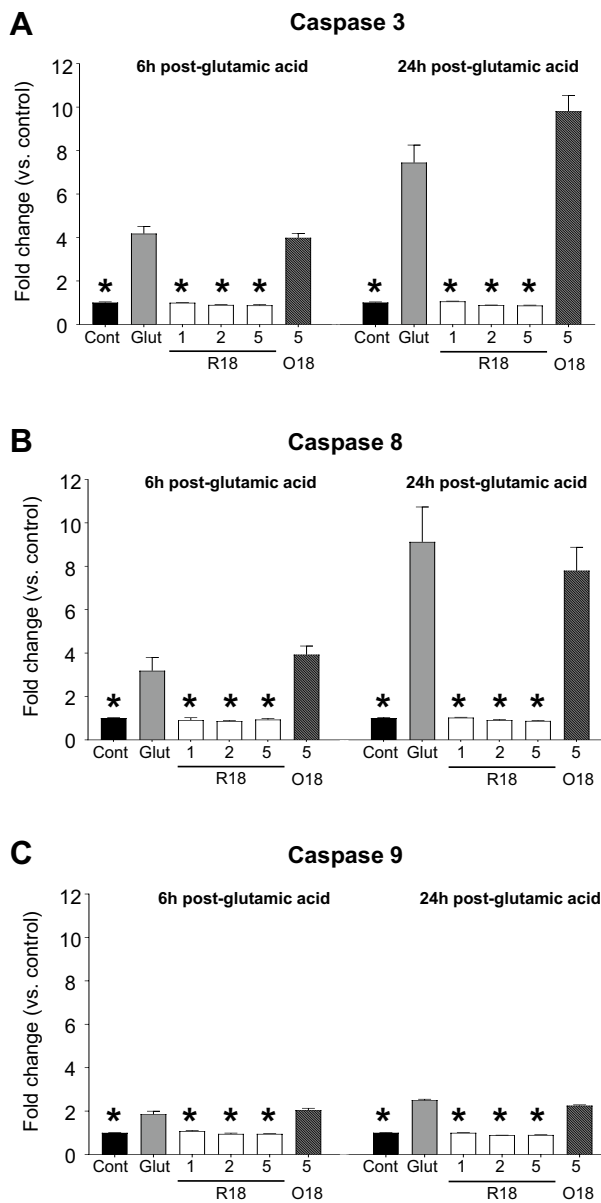 A
Caspase 3
6h post-glutamic acid 24h post-glutamic acid
Fold change (vs. control)
12
10
8
6
4
2
0
* * * * * * * *
Cont Glut 1 2 5 5 Cont Glut 1 2 5 5
R18 O18 R18 O18
B
Caspase 8
6h post-glutamic acid 24h post-glutamic acid
Fold change (vs. control)
12
10
8
6
4
2
0
* * * * * * * *
Cont Glut 1 2 5 5 Cont Glut 1 2 5 5
R18 O18 R18 O18
C
Caspase 9
6h post-glutamic acid 24h post-glutamic acid
Fold change (vs. control)
12
10
8
6
4
2
0
* * * * * * * *
Cont Glut 1 2 5 5 Cont Glut 1 2 5 5
R18 O18 R18 O18